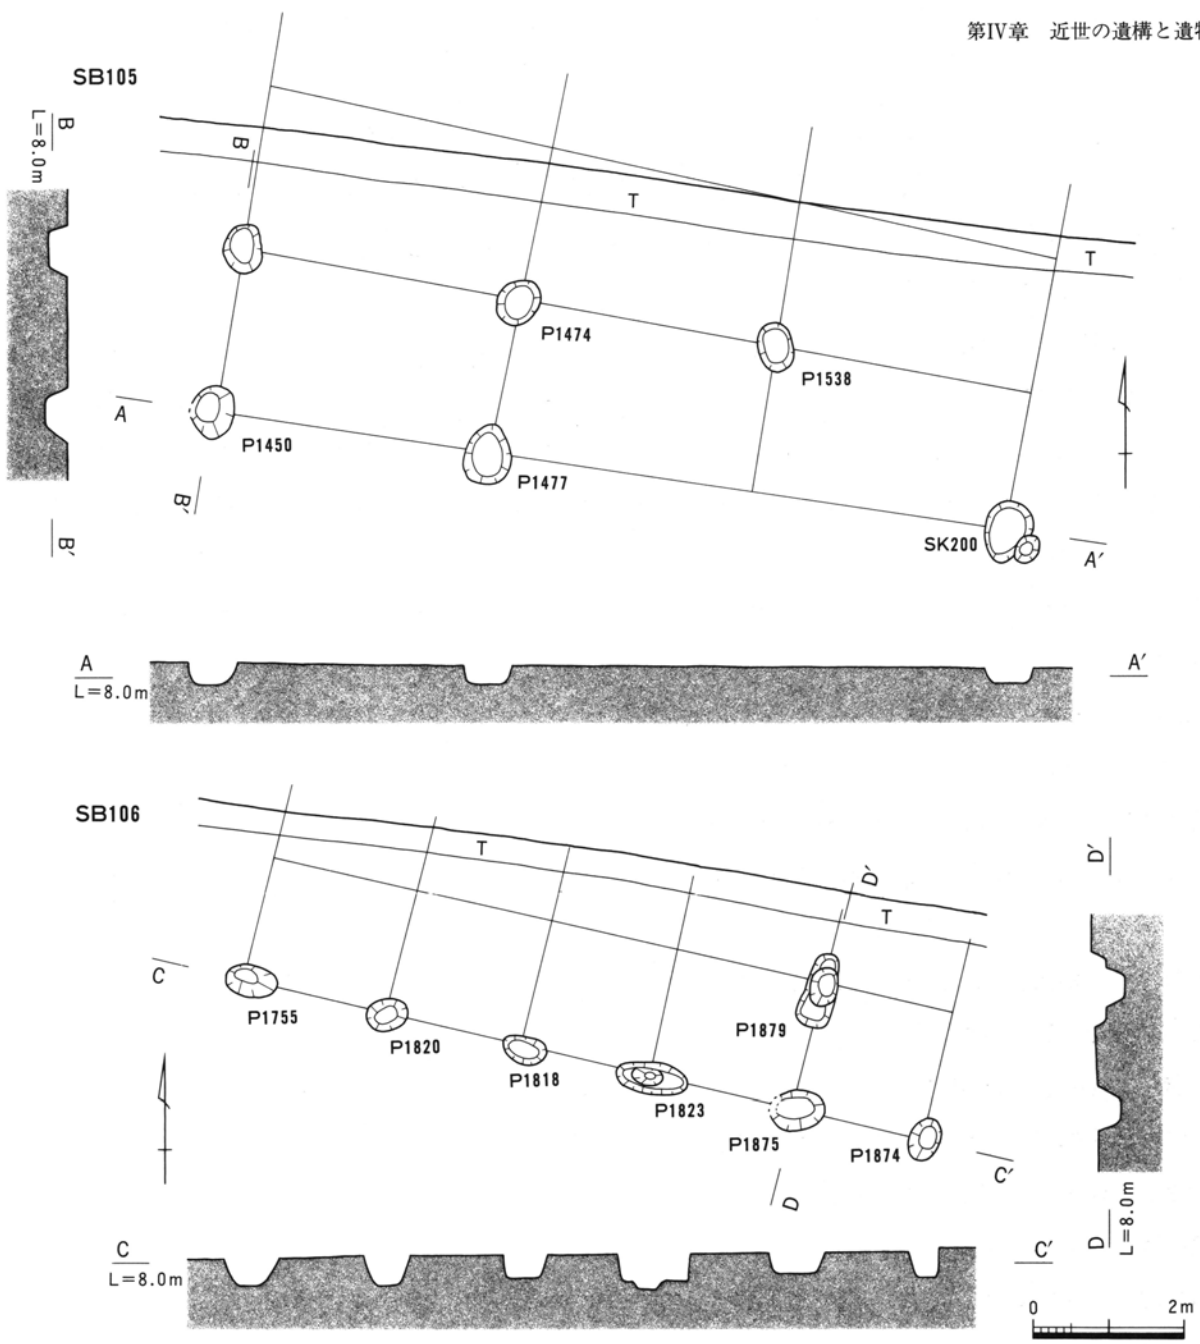 第IV章 近世の遺構と遺
SB105
B
L=8.0m
B
T
T
P1474
P1538
A
P1450
P1477
B′
B′
SK200
A′
A
L=8.0m
A′
SB106
T
D′
D′
T
C
P1755
P1820
P1818
P1879
P1823
P1875
P1874
C′
D
D
L=8.0m
C
L=8.0m
C′
0 2m